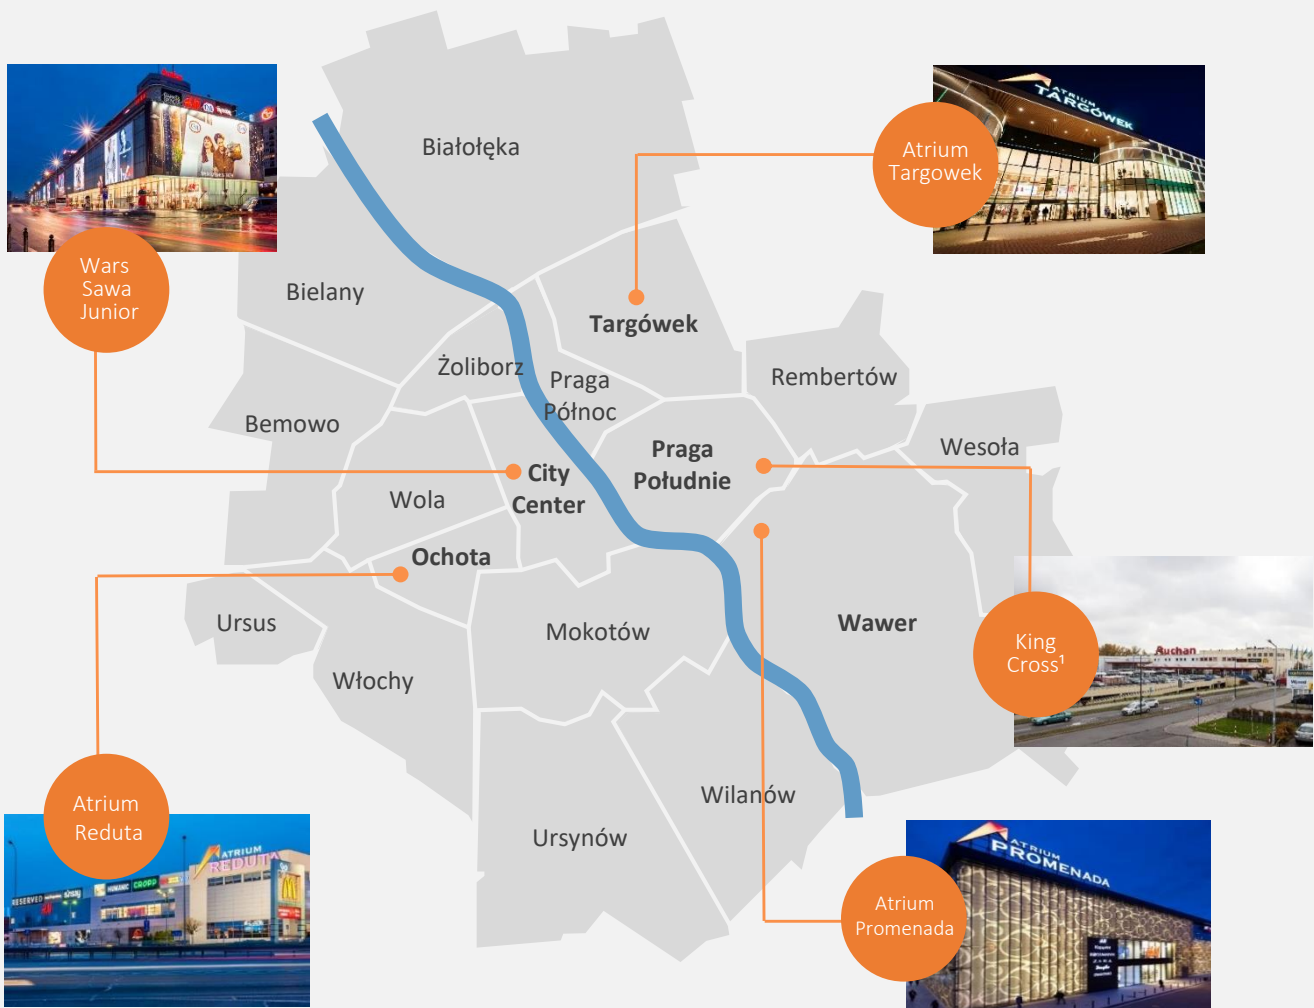 Białołęka
Atrium
Targowek
ATRIUM
TARGÓWEK
Wars
Sawa
Junior
Bielany
Targówek
Żoliborz
Praga
Północ
Rembertów
Bemowo
Wesoła
Praga
Południe
City
Center
Wola
Ochota
Ursus
Mokotów
Wawer
King
Cross¹
Auchan
Włochy
Wilanów
Ursynów
Atrium
Reduta
ATRIUM
REDUTA
RESERVED
HUMANIC
CROPP
Atrium
Promenada
ATRIUM
PROMENADA